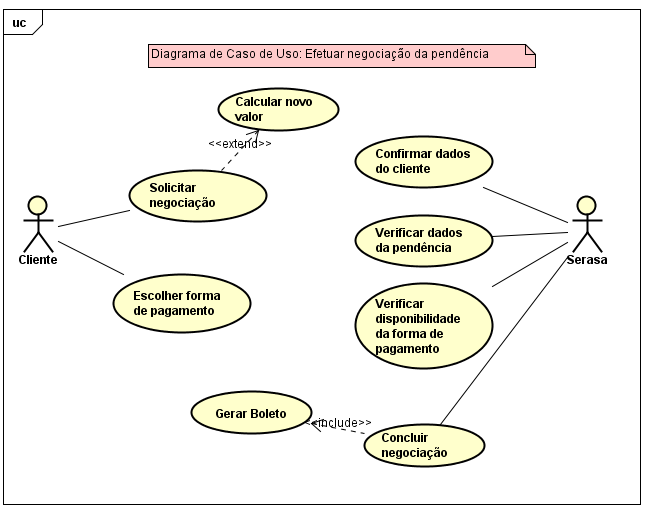 uc
Diagrama de Caso de Uso: Efetuar negociação da pendência
Calcular novo
valor
<<extend>>
Solicitar
negociação
Confirmar dados
do cliente
Verificar dados
da pendência
Cliente
Serasa
Escolher forma
de pagamento
Verificar
disponibilidade
da forma de
pagamento
Gerar Boleto
<<include>>
Concluir
negociação